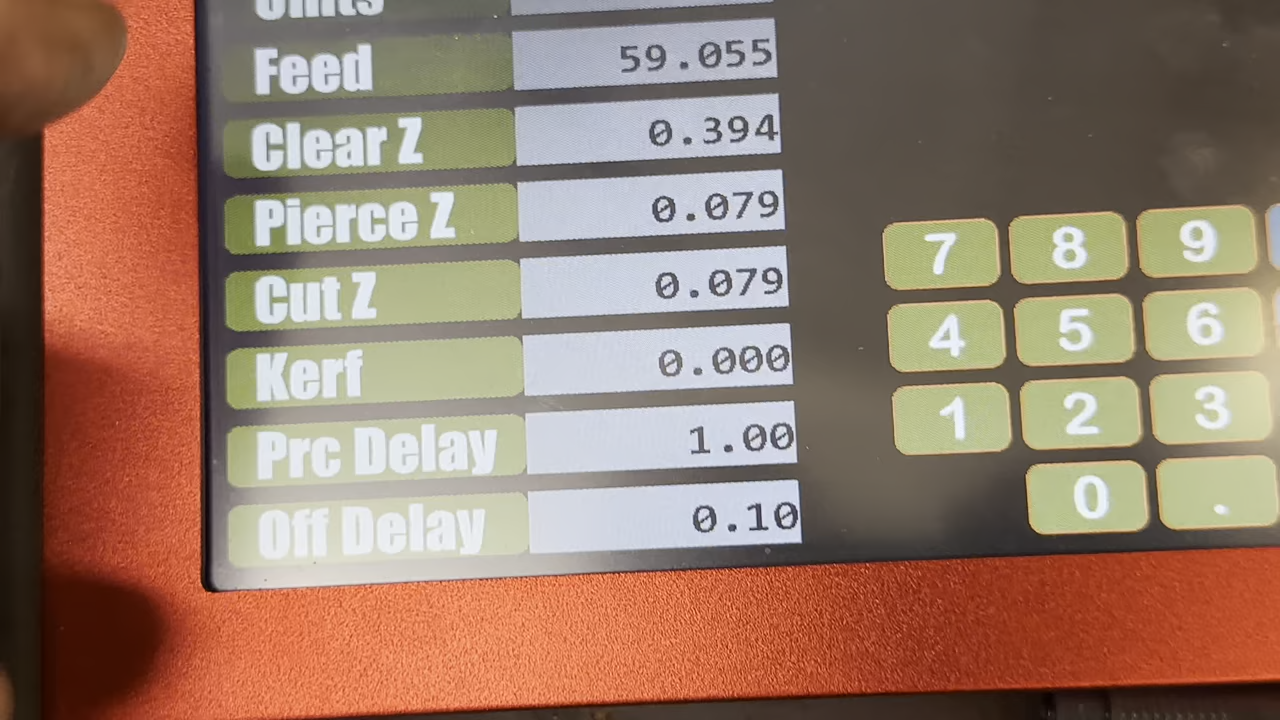 Units
Feed 59.055
Clear Z 0.394
Pierce Z 0.079
Cut Z 0.079
Kerf 0.000
Prc Delay 1.00
Off Delay 0.10
7 8 9
4 5 6
1 2 3
0 .